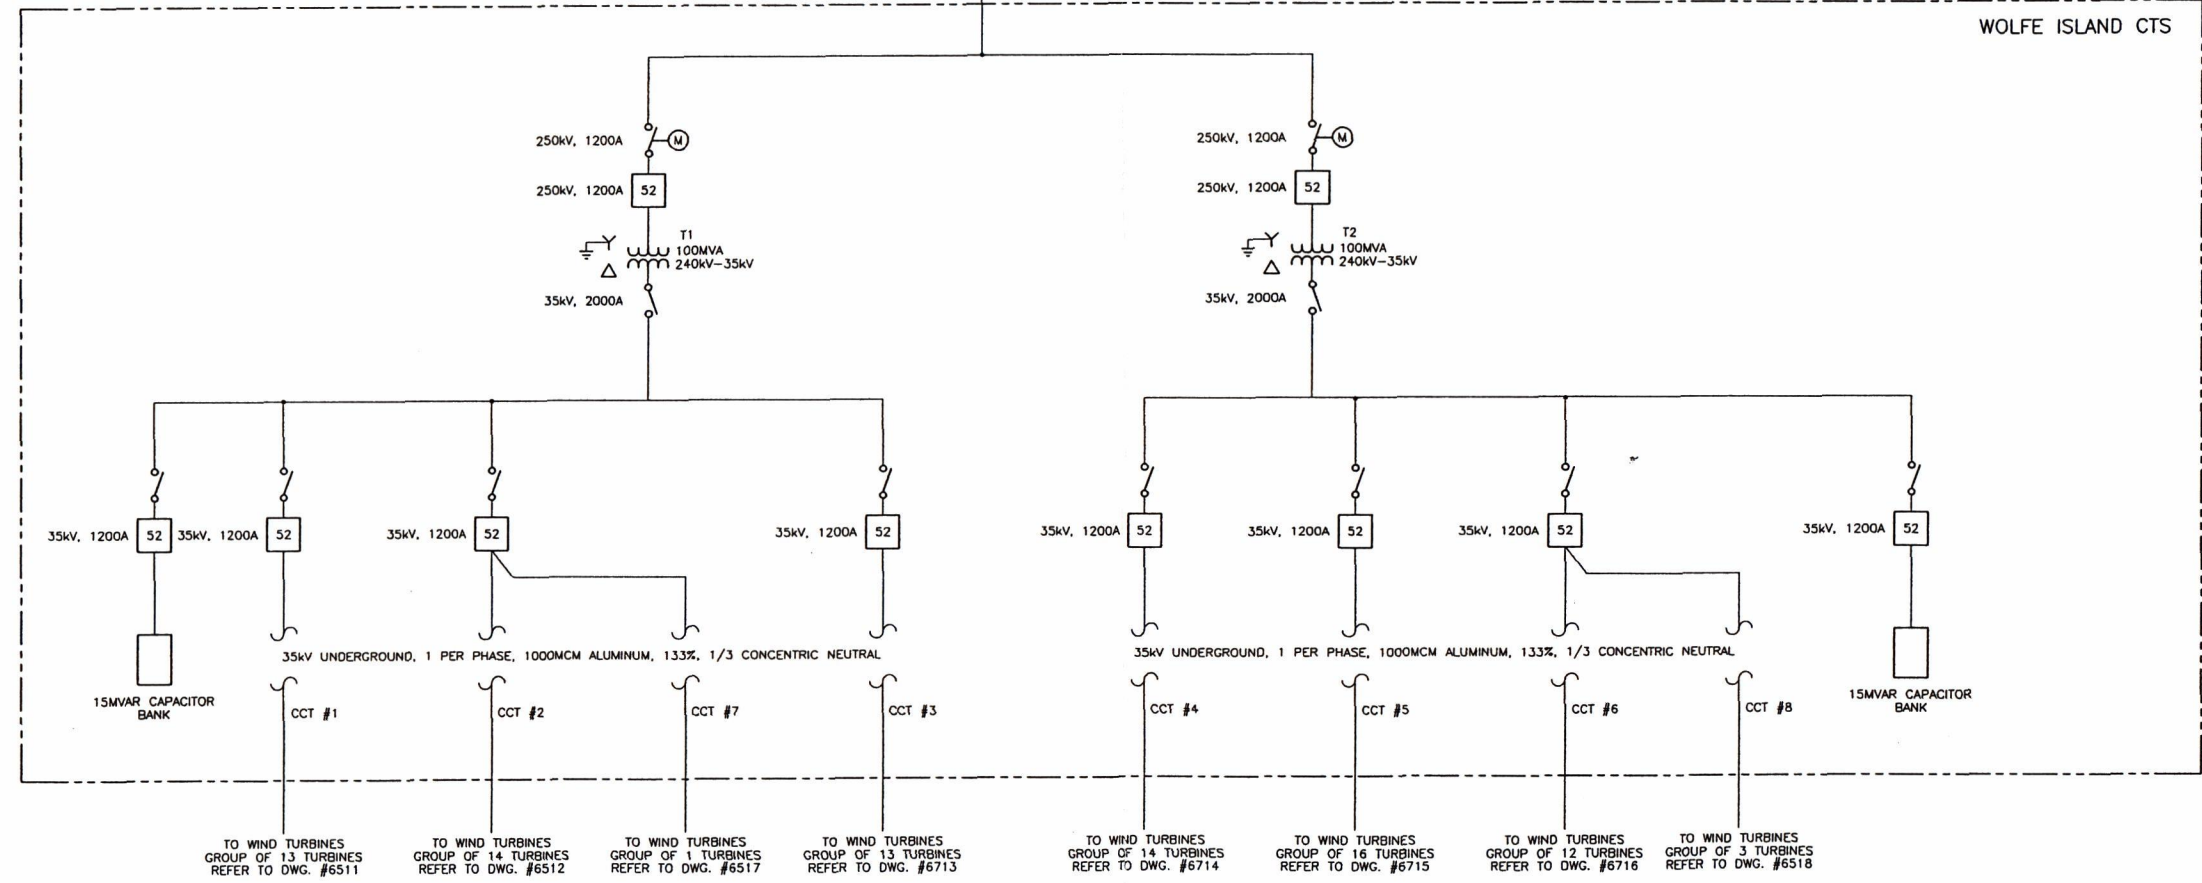 WOLFE ISLAND CTS
250kV, 1200A
M
250kV, 1200A
52
T1
100MVA
240kV-35kV
35kV, 2000A
250kV, 1200A
M
250kV, 1200A
52
T2
100MVA
240kV-35kV
35kV, 2000A
35kV, 1200A
52
35kV, 1200A
52
35kV, 1200A
52
35kV, 1200A
52
35kV, 1200A
52
35kV, 1200A
52
35kV, 1200A
52
35kV, 1200A
52
35kV UNDERGROUND, 1 PER PHASE, 1000MCM ALUMINUM, 133%, 1/3 CONCENTRIC NEUTRAL
35kV UNDERGROUND, 1 PER PHASE, 1000MCM ALUMINUM, 133%, 1/3 CONCENTRIC NEUTRAL
15MVAR CAPACITOR
BANK
CCT #1
CCT #2
CCT #7
CCT #3
CCT #4
CCT #5
CCT #6
CCT #8
15MVAR CAPACITOR
BANK
TO WIND TURBINES
GROUP OF 13 TURBINES
REFER TO DWG. #6511
TO WIND TURBINES
GROUP OF 14 TURBINES
REFER TO DWG. #6512
TO WIND TURBINES
GROUP OF 1 TURBINES
REFER TO DWG. #6517
TO WIND TURBINES
GROUP OF 13 TURBINES
REFER TO DWG. #6713
TO WIND TURBINES
GROUP OF 14 TURBINES
REFER TO DWG. #6714
TO WIND TURBINES
GROUP OF 16 TURBINES
REFER TO DWG. #6715
TO WIND TURBINES
GROUP OF 12 TURBINES
REFER TO DWG. #6716
TO WIND TURBINES
GROUP OF 3 TURBINES
REFER TO DWG. #6518